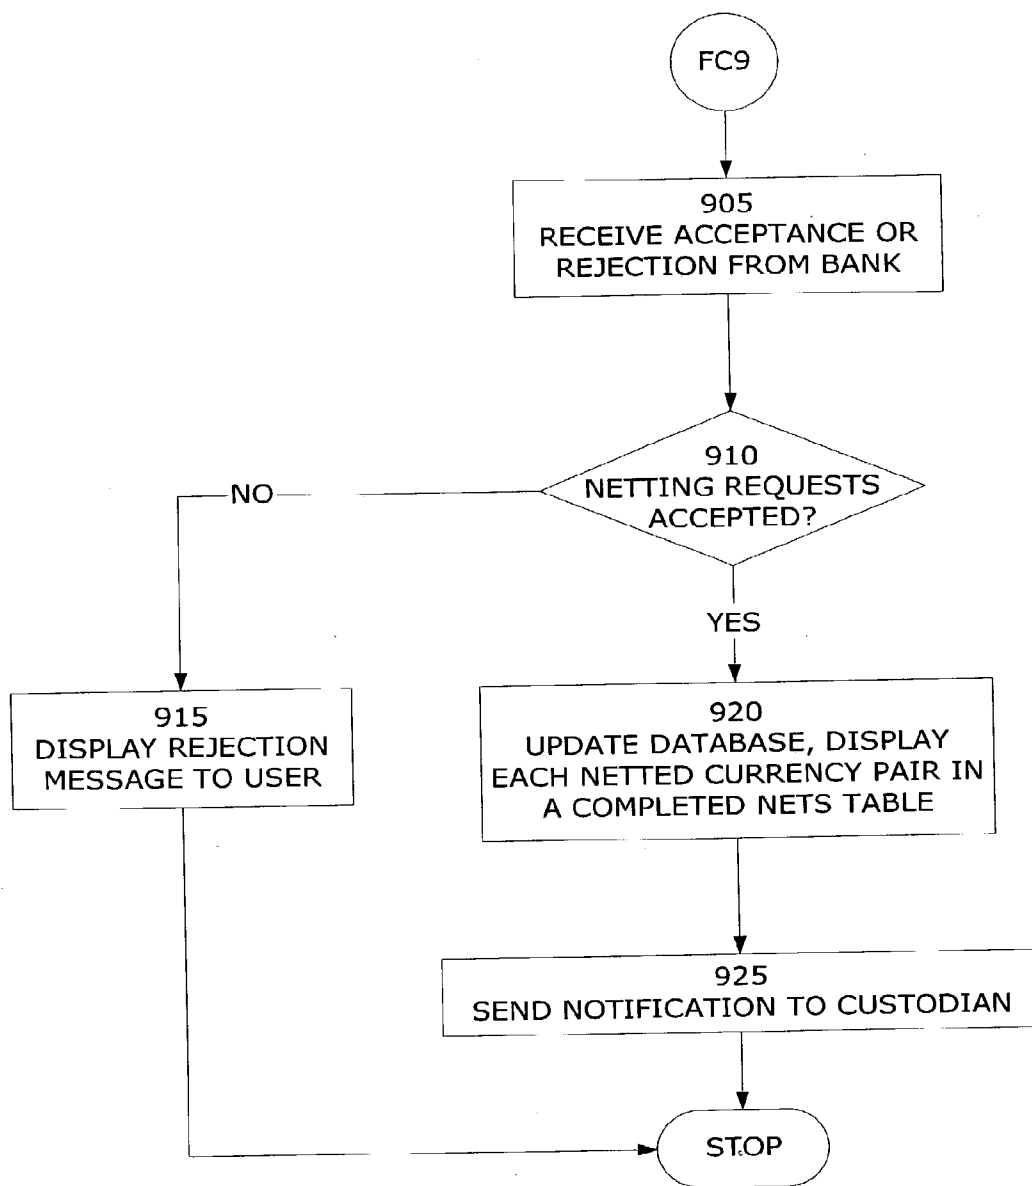 FC9
905
RECEIVE ACCEPTANCE OR
REJECTION FROM BANK
910
NETTING REQUESTS
ACCEPTED?
NO
YES
915
DISPLAY REJECTION
MESSAGE TO USER
920
UPDATE DATABASE, DISPLAY
EACH NETTED CURRENCY PAIR IN
A COMPLETED NETS TABLE
925
SEND NOTIFICATION TO CUSTODIAN
STOP